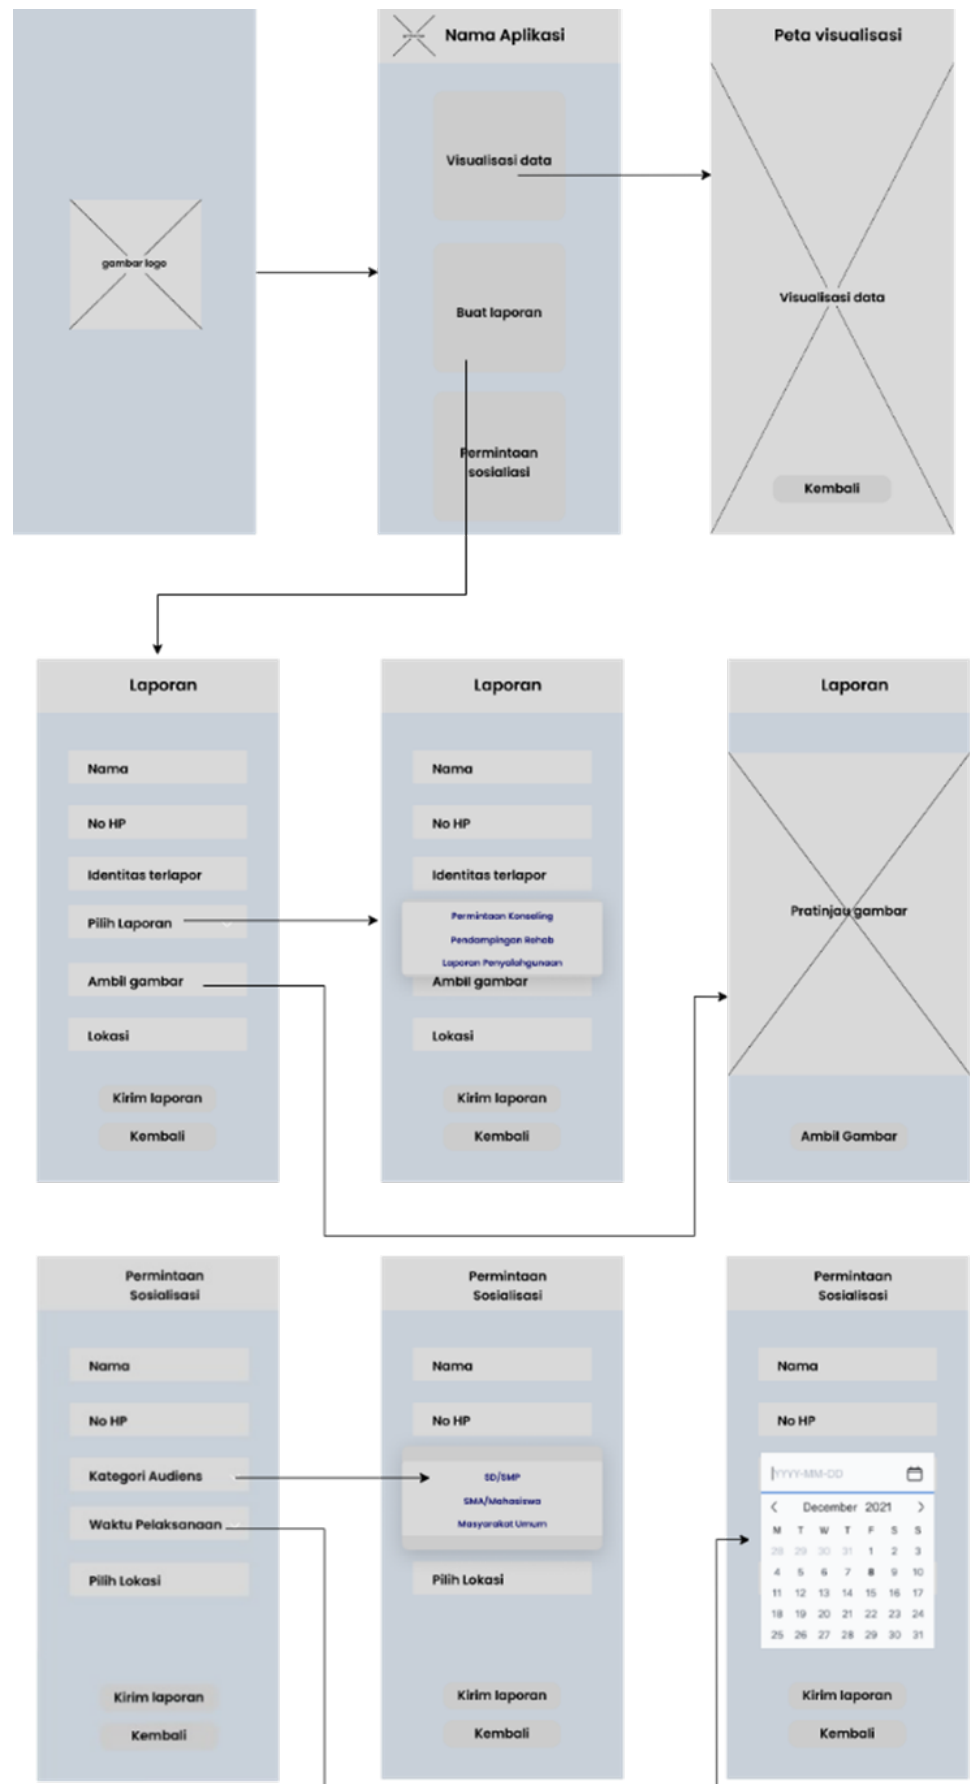 gambar logo
Nama Aplikasi
Visualisasi data
Buat laporan
Permintaan
sosialiasi
Peta visualisasi
Visualisasi data
Kembali
Laporan
Nama
No HP
Identitas terlapor
Pilih Laporan
Ambil gambar
Lokasi
Kirim laporan
Kembali
Laporan
Nama
No HP
Identitas terlapor
Permintaan Konseling
Pendampingan Rehab
Laporan Penyalahgunaan
Ambil gambar
Lokasi
Kirim laporan
Kembali
Laporan
Pratinjau gambar
Ambil Gambar
Permintaan
Sosialisasi
Nama
No HP
Kategori Audiens
Waktu Pelaksanaan
Pilih Lokasi
Kirim laporan
Kembali
Permintaan
Sosialisasi
Nama
No HP
SD/SMP
SMA/Mahasiswa
Masyarakat Umum
Pilih Lokasi
Kirim laporan
Kembali
Permintaan
Sosialisasi
Nama
No HP
YYYY-MM-DD
December 2021
M T W T F S S
28 29 30 31 1 2 3
4 5 6 7 8 9 10
11 12 13 14 15 16 17
18 19 20 21 22 23 24
25 26 27 28 29 30 31
Kirim laporan
Kembali